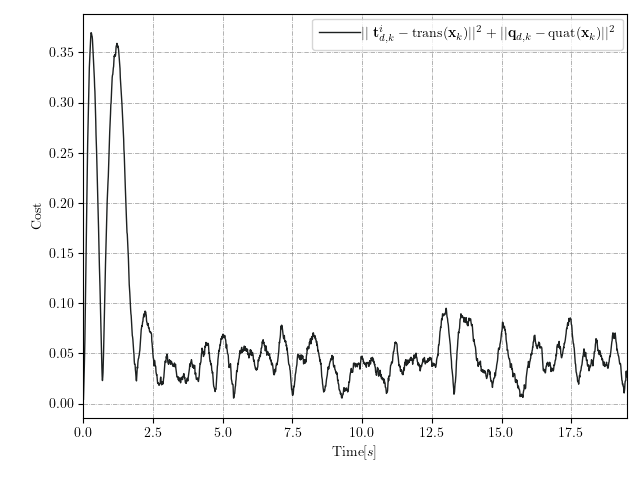 || t^i_{d,k} − trans(x_k)||^2 + ||q_{d,k} − quat(x_k)||^2
0.35
0.30
0.25
0.20
0.15
0.10
0.05
0.00
Cost
0.0 2.5 5.0 7.5 10.0 12.5 15.0 17.5
Time[s]